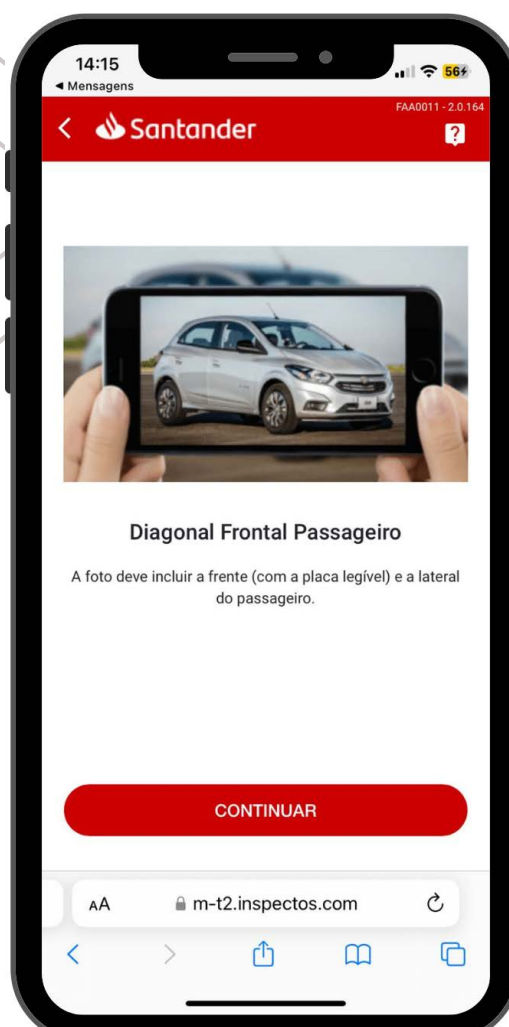 14:15
56
◀ Mensagens
FAA0011 - 2.0.164
Santander
?
Diagonal Frontal Passageiro
A foto deve incluir a frente (com a placa legível) e a lateral
do passageiro.
CONTINUAR
AA m-t2.inspectos.com